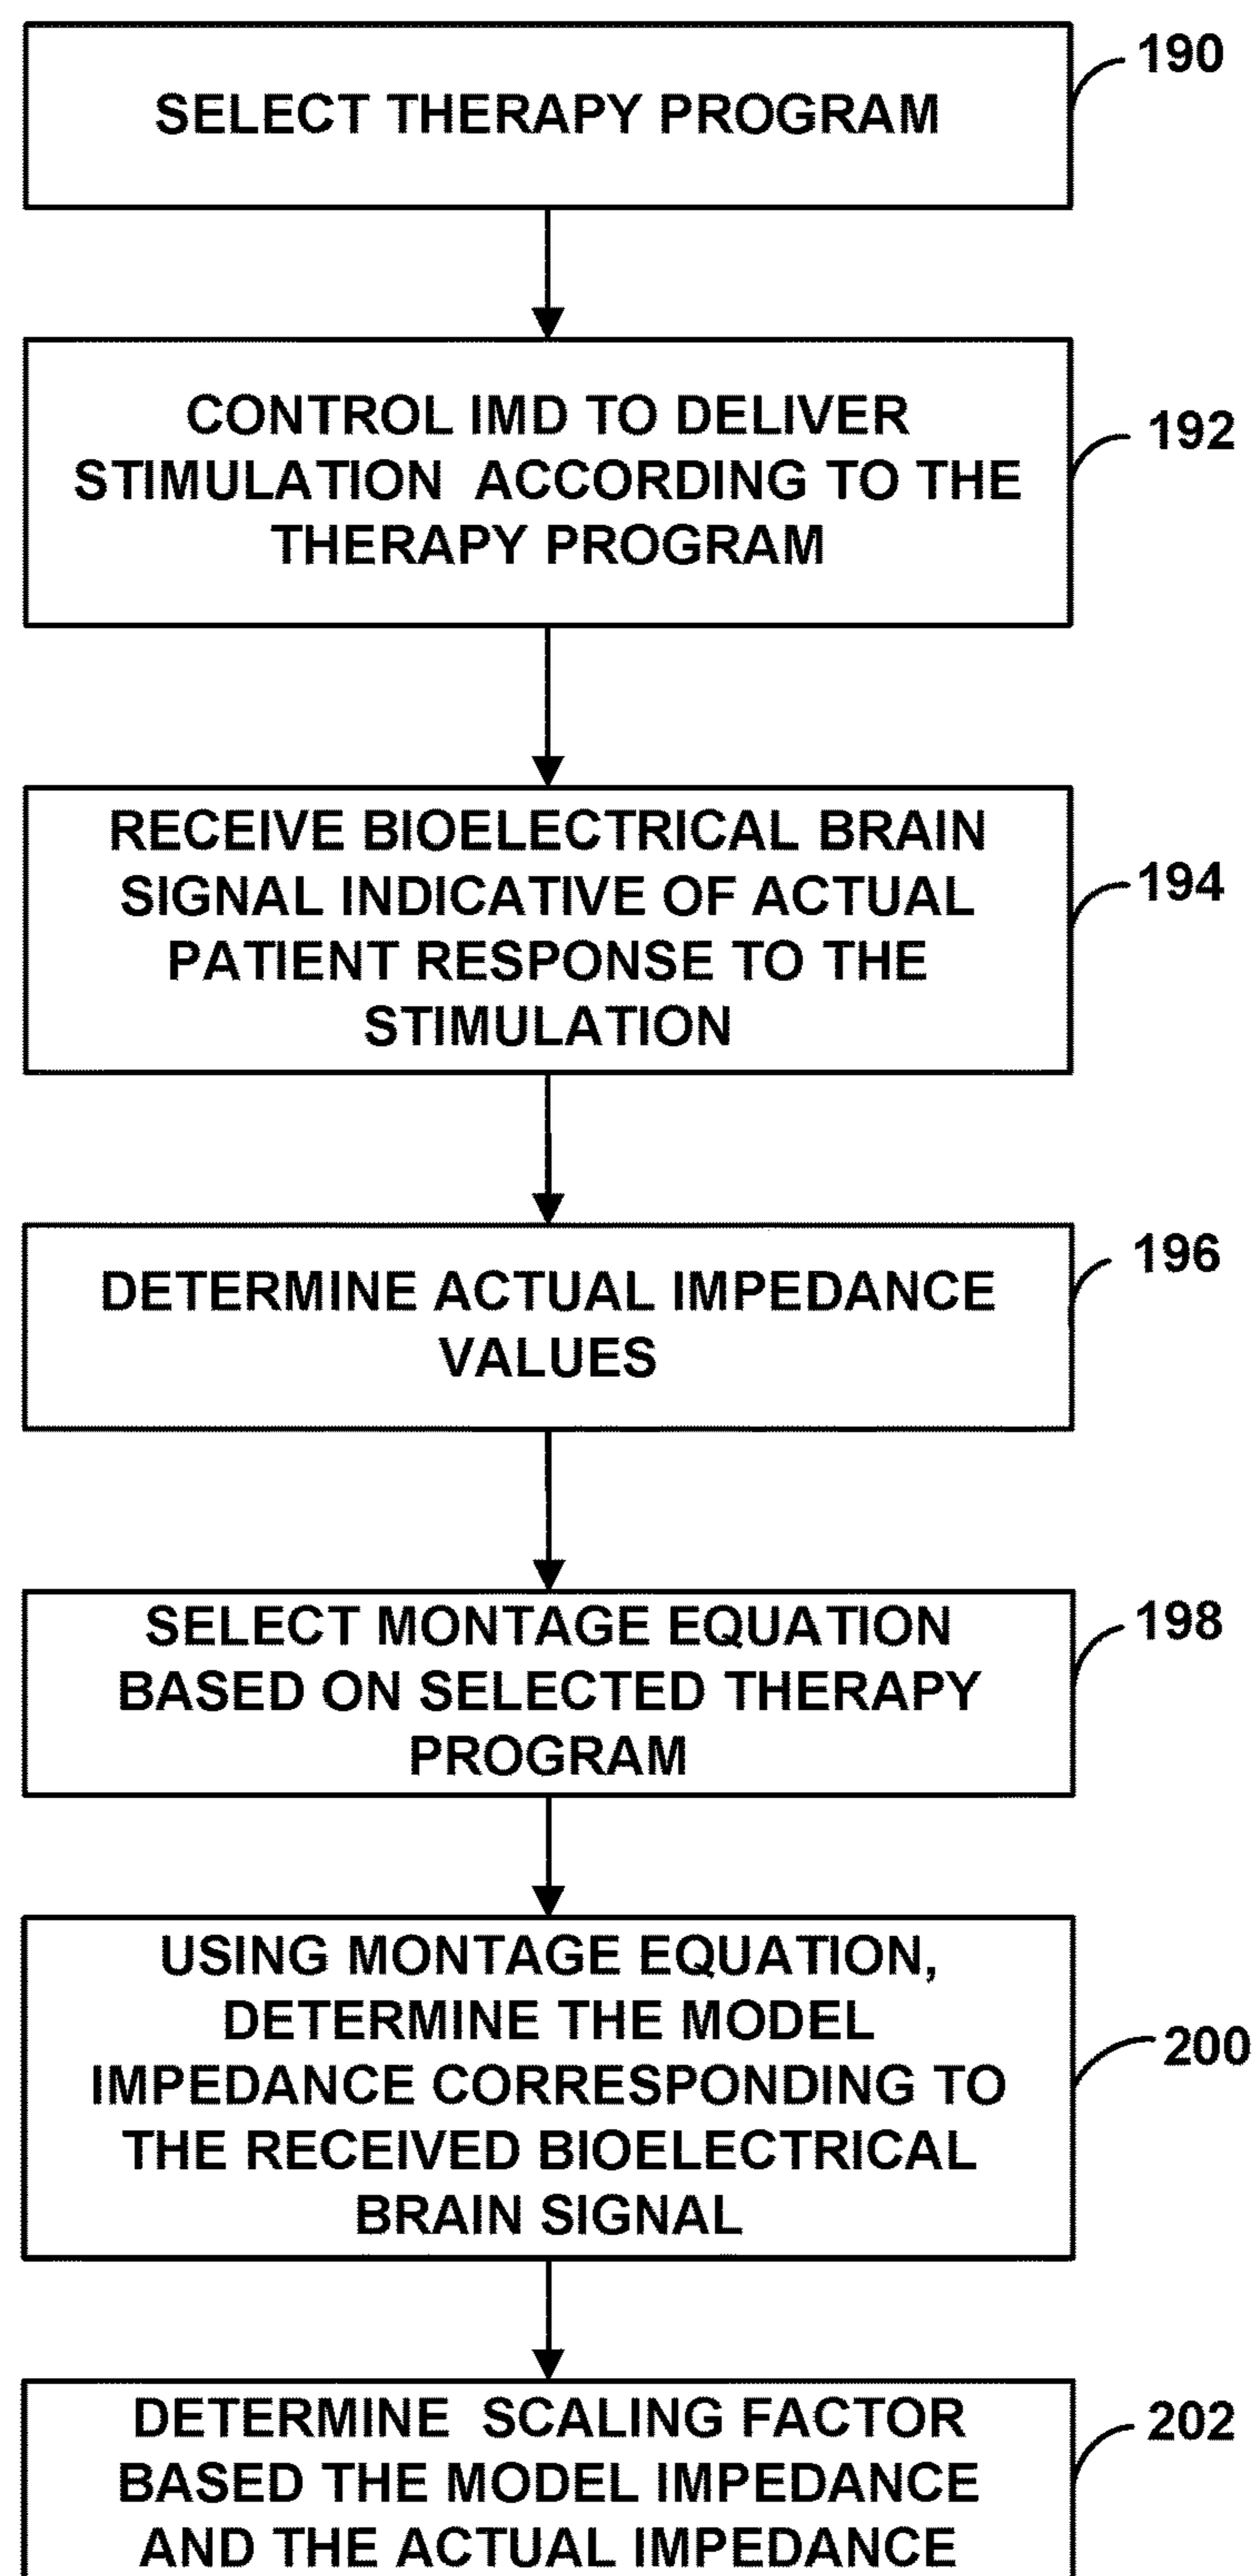 SELECT THERAPY PROGRAM
190
CONTROL IMD TO DELIVER
STIMULATION ACCORDING TO THE
THERAPY PROGRAM
192
RECEIVE BIOELECTRICAL BRAIN
SIGNAL INDICATIVE OF ACTUAL
PATIENT RESPONSE TO THE
STIMULATION
194
DETERMINE ACTUAL IMPEDANCE
VALUES
196
SELECT MONTAGE EQUATION
BASED ON SELECTED THERAPY
PROGRAM
198
USING MONTAGE EQUATION,
DETERMINE THE MODEL
IMPEDANCE CORRESPONDING TO
THE RECEIVED BIOELECTRICAL
BRAIN SIGNAL
200
DETERMINE SCALING FACTOR
BASED THE MODEL IMPEDANCE
AND THE ACTUAL IMPEDANCE
202